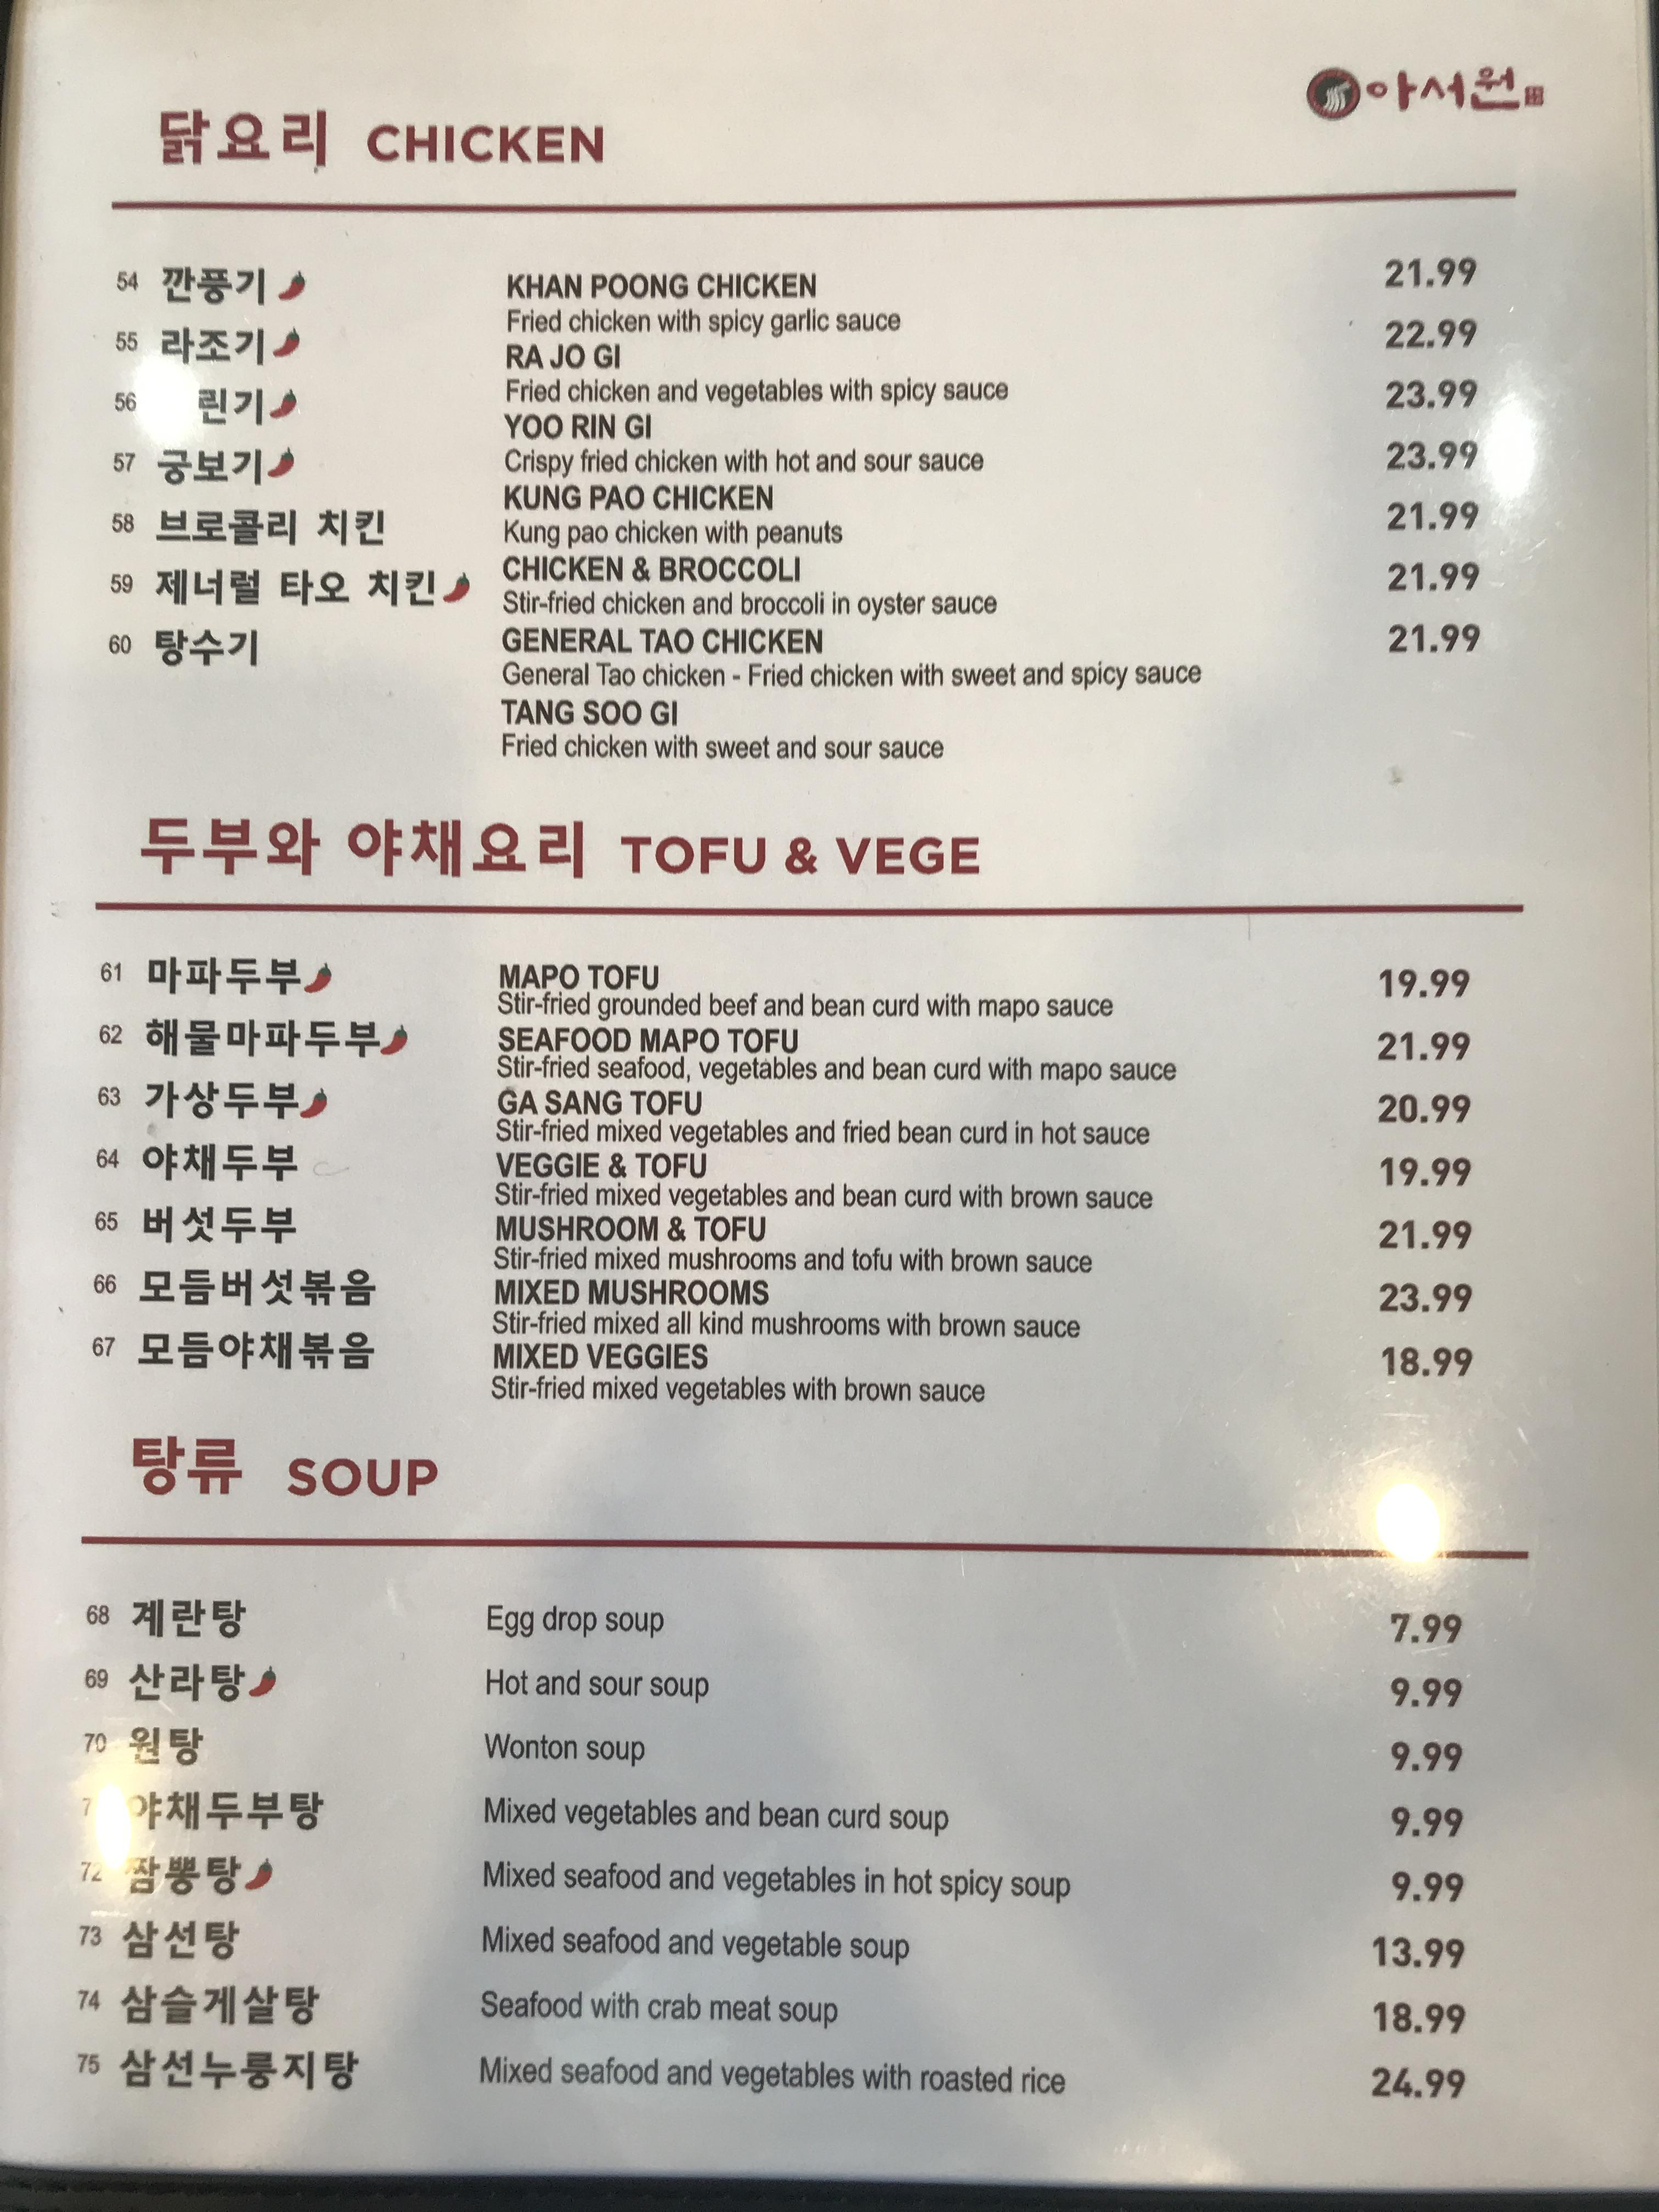 아서원
닭요리 CHICKEN
54 깐풍기 KHAN POONG CHICKEN 21.99
Fried chicken with spicy garlic sauce
55 라조기 RA JO GI 22.99
Fried chicken and vegetables with spicy sauce
56 린기 YOO RIN GI 23.99
Crispy fried chicken with hot and sour sauce
57 궁보기 KUNG PAO CHICKEN 23.99
Kung pao chicken with peanuts
58 브로콜리 치킨 CHICKEN & BROCCOLI 21.99
Stir-fried chicken and broccoli in oyster sauce
59 제너럴 타오 치킨 GENERAL TAO CHICKEN 21.99
General Tao chicken - Fried chicken with sweet and spicy sauce
60 탕수기 TANG SOO GI 21.99
Fried chicken with sweet and sour sauce
두부와 야채요리 TOFU & VEGE
61 마파두부 MAPO TOFU 19.99
Stir-fried grounded beef and bean curd with mapo sauce
62 해물마파두부 SEAFOOD MAPO TOFU 21.99
Stir-fried seafood, vegetables and bean curd with mapo sauce
63 가상두부 GA SANG TOFU 20.99
Stir-fried mixed vegetables and fried bean curd in hot sauce
64 야채두부 VEGGIE & TOFU 19.99
Stir-fried mixed vegetables and bean curd with brown sauce
65 버섯두부 MUSHROOM & TOFU 21.99
Stir-fried mixed mushrooms and tofu with brown sauce
66 모듬버섯볶음 MIXED MUSHROOMS 23.99
Stir-fried mixed all kind mushrooms with brown sauce
67 모듬야채볶음 MIXED VEGGIES 18.99
Stir-fried mixed vegetables with brown sauce
탕류 SOUP
68 계란탕 Egg drop soup 7.99
69 산라탕 Hot and sour soup 9.99
70 원탕 Wonton soup 9.99
7 야채두부탕 Mixed vegetables and bean curd soup 9.99
72 짬뽕탕 Mixed seafood and vegetables in hot spicy soup 9.99
73 삼선탕 Mixed seafood and vegetable soup 13.99
74 삼슬게살탕 Seafood with crab meat soup 18.99
75 삼선누룽지탕 Mixed seafood and vegetables with roasted rice 24.99